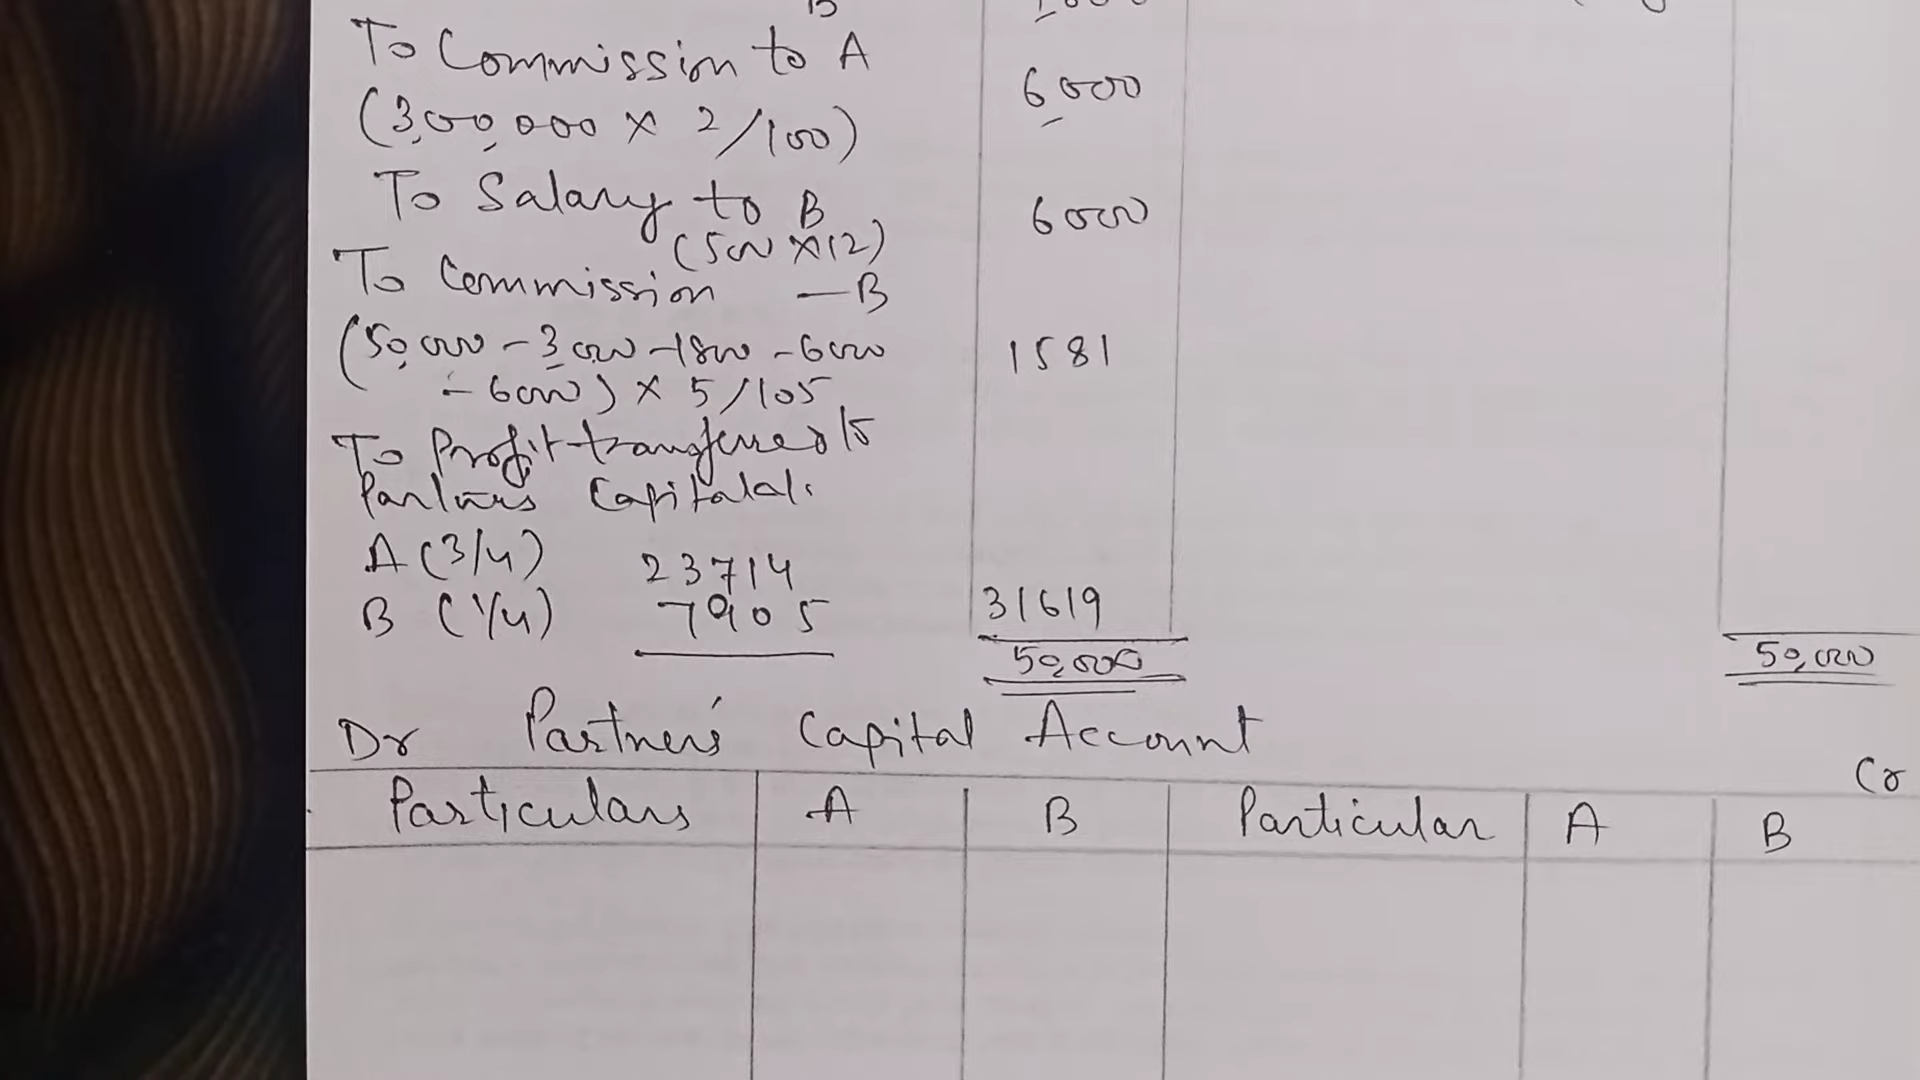 B
To Commission to A 6000
(3,00,000 × 2/100)
To Salary to B 6000
(500 × 12)
To Commission — B
(50,000 - 3000 - 1800 - 6000 1581
- 6000) × 5/105
To Profit transferred to
Partners Capital
A (3/4) 23714
B (1/4) 7905 31619
50,000 50,000
Dr Partner's Capital Account Cr
Particulars A B Particular A B